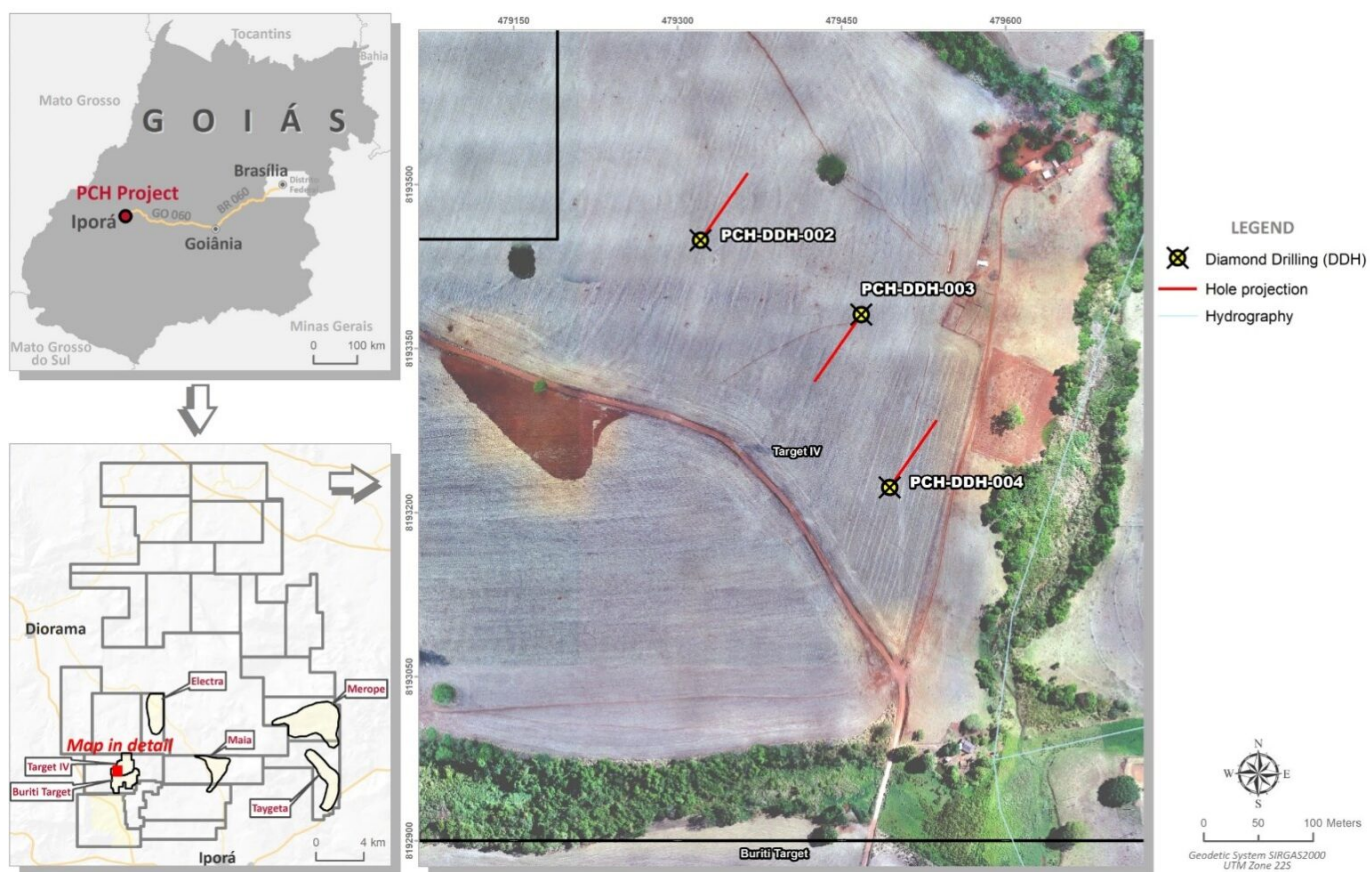 Tocantins
Bahia
Mato Grosso
GOIÁS
Brasília
Distrito
Federal
PCH Project
Iporá
GO 060
BR 060
Goiânia
Minas Gerais
Mato Grosso
do Sul
0 100 km
Diorama
Electra
Merope
Map in detail
Maia
Target IV
Buriti Target
Taygeta
Iporá
0 4 km
479150 479300 479450 479600
8193500
8193350
8193200
8193050
8192900
PCH-DDH-002
PCH-DDH-003
Target IV
PCH-DDH-004
Buriti Target
LEGEND
Diamond Drilling (DDH)
Hole projection
Hydrography
N
W E
S
0 50 100 Meters
Geodetic System SIRGAS2000
UTM Zone 22S